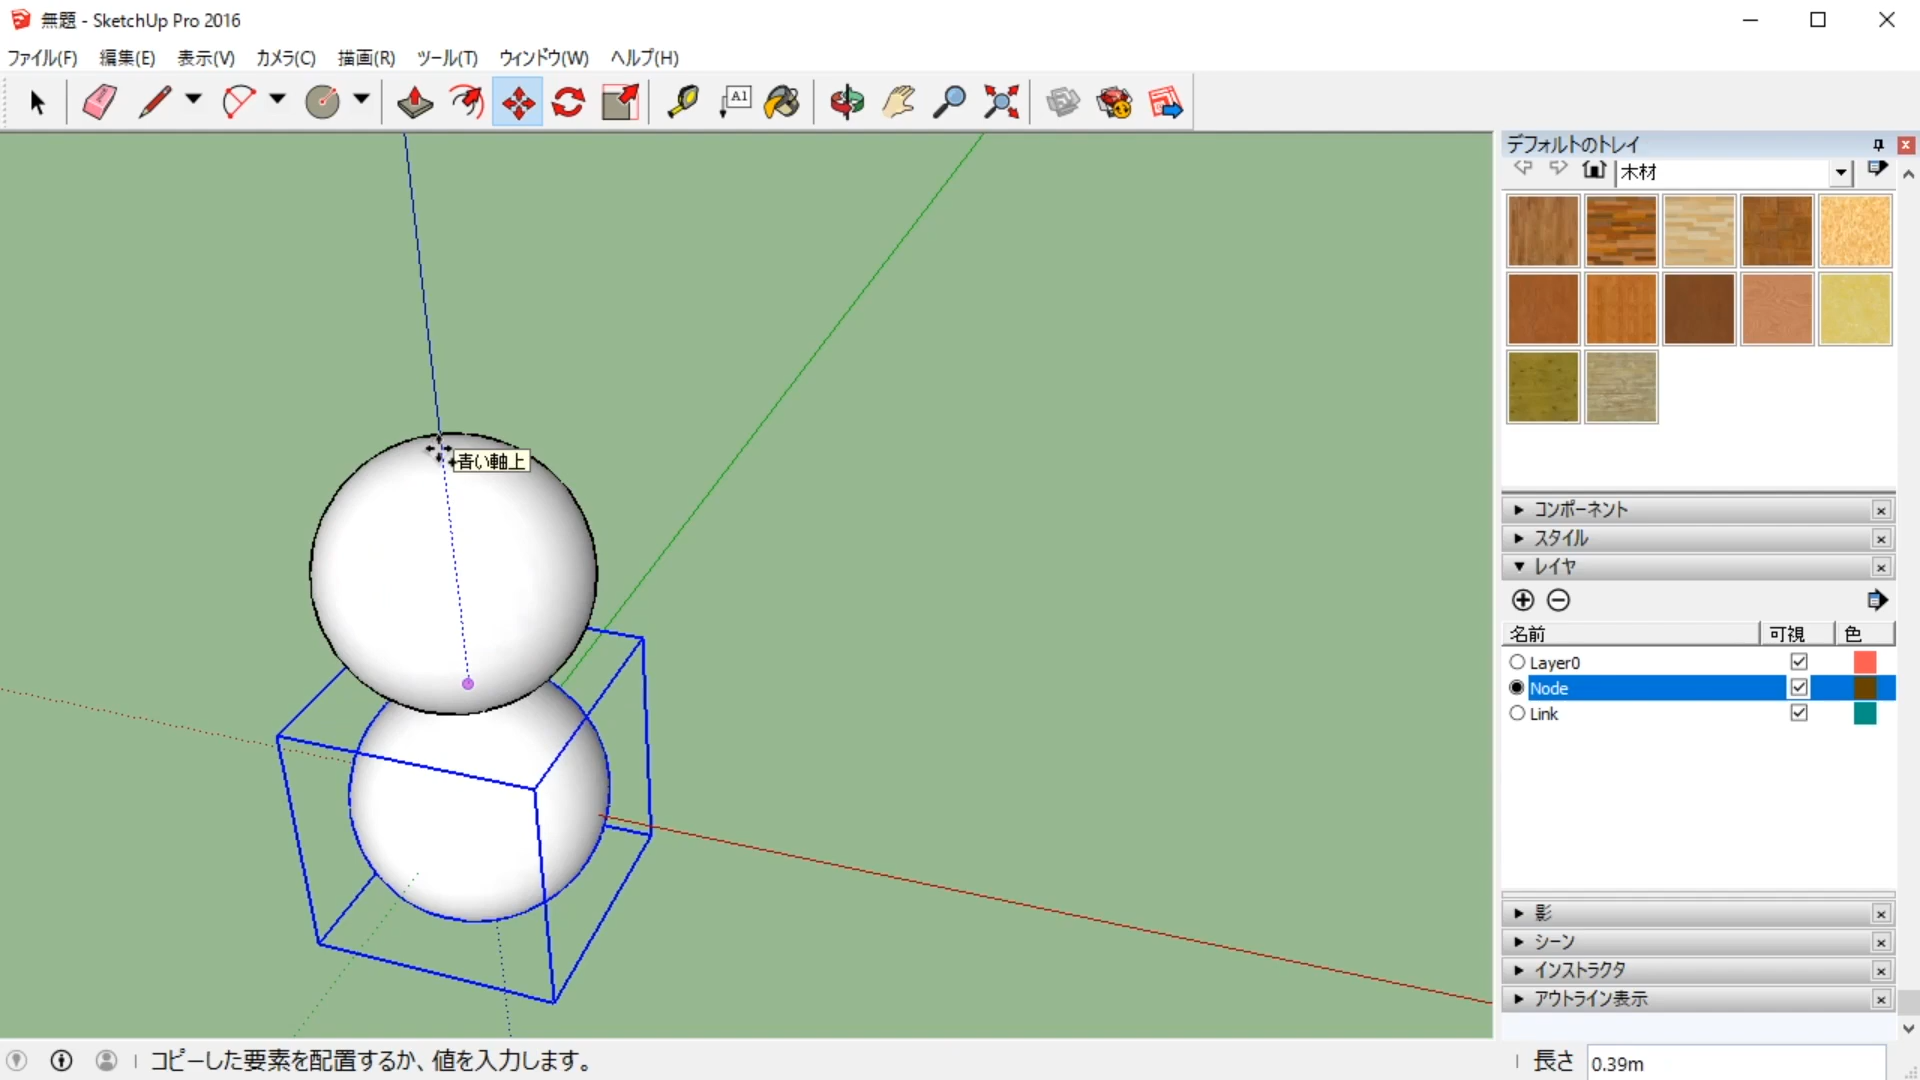 無題 - SketchUp Pro 2016
ファイル(F) 編集(E) 表示(V) カメラ(C) 描画(R) ツール(T) ウィンドウ(W) ヘルプ(H)
A1
デフォルトのトレイ
木材
青い軸上
コンポーネント
スタイル
レイヤ
名前 可視 色
Layer0
Node
Link
影
シーン
インストラクタ
アウトライン表示
コピーした要素を配置するか、値を入力します。
長さ 0.39m